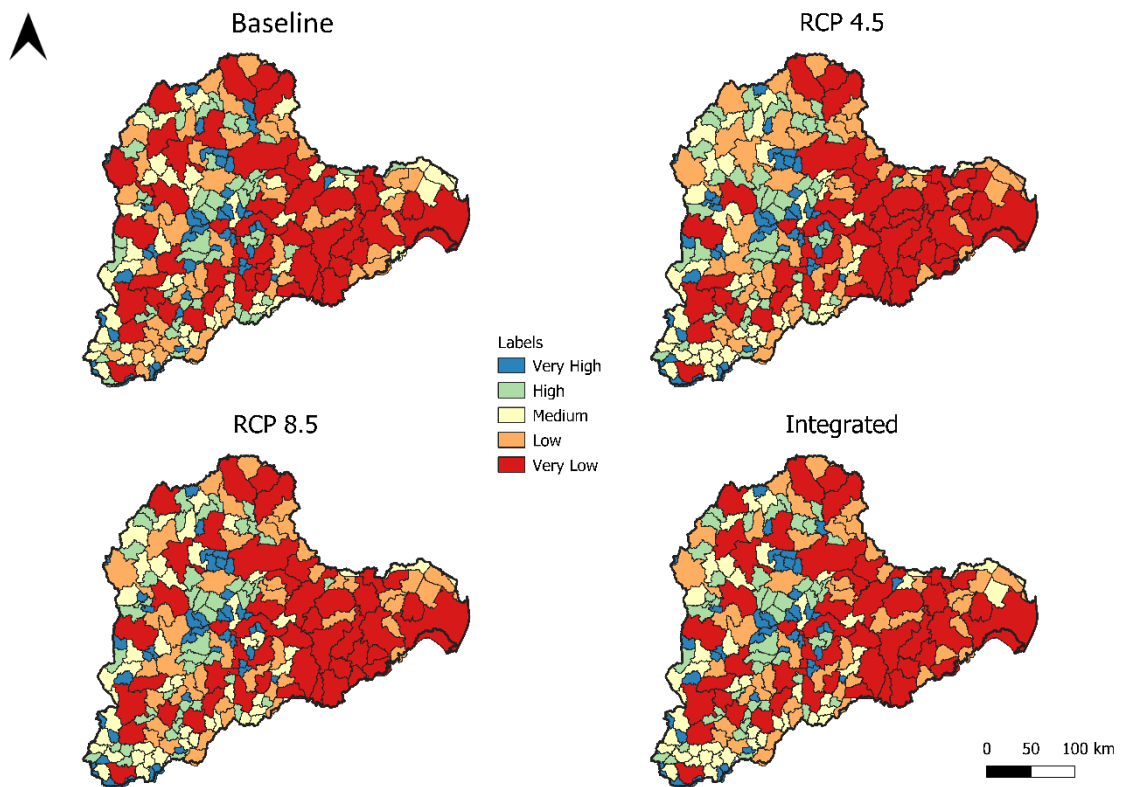 Baseline
RCP 4.5
Labels
Very High
High
Medium
Low
Very Low
RCP 8.5
Integrated
0 50 100 km